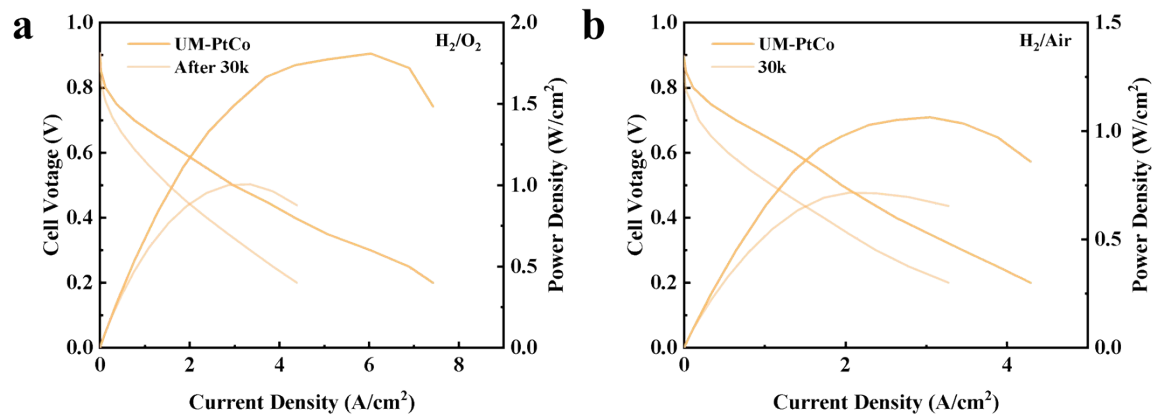 a
UM-PtCo
After 30k
H₂/O₂
Cell Votage (V)
1.0
0.8
0.6
0.4
0.2
0.0
0
2
4
6
8
Current Density (A/cm²)
2.0
1.5
1.0
0.5
0.0
Power Density (W/cm²)
b
UM-PtCo
30k
H₂/Air
Cell Votage (V)
1.0
0.8
0.6
0.4
0.2
0.0
0
2
4
Current Density (A/cm²)
1.5
1.0
0.5
0.0
Power Density (W/cm²)